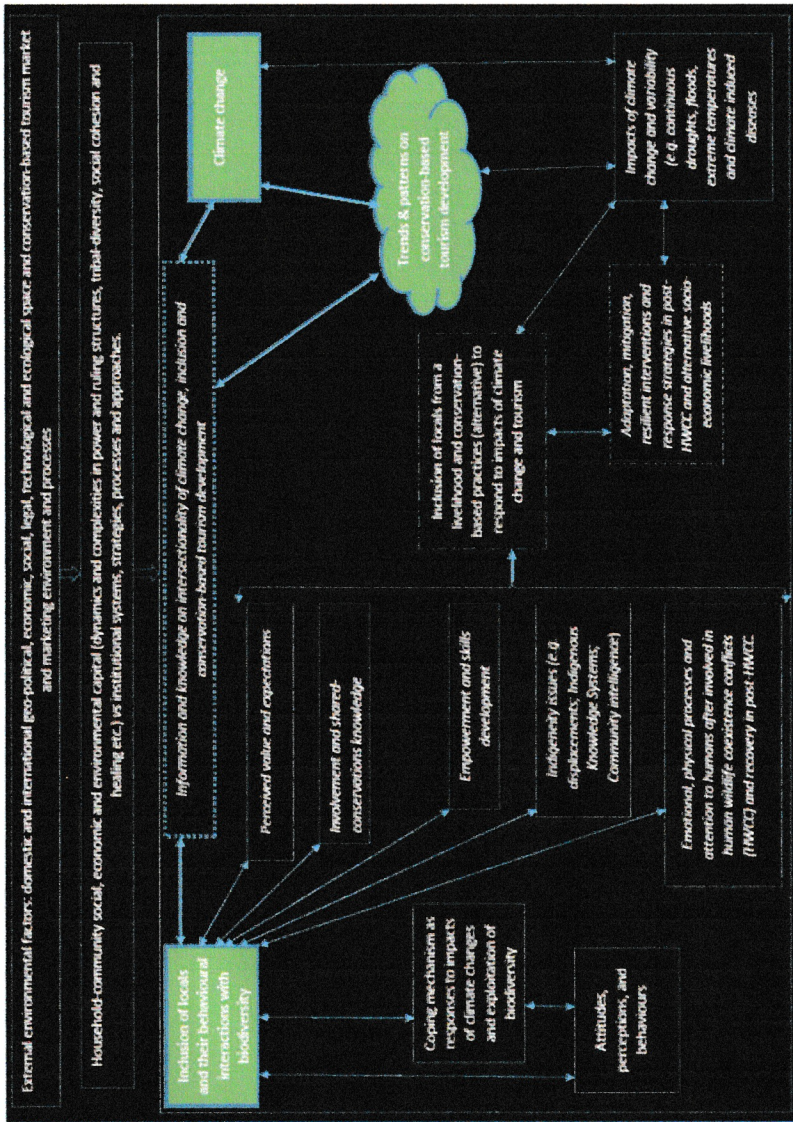 External environmental factors: domestic and international geo-political, economic, social, legal, technological and ecological space and conservation-based tourism market
and marketing environment and processes
Household-community social, economic and environmental capital (dynamics and complexities in power and ruling structures, tribal-diversity, social cohesion and
healing etc.) vs institutional systems, strategies, processes and approaches.
Inclusion of locals
and their behavioural
interactions with
biodiversity
Information and knowledge on intersectionality of climate change, inclusion and
conservation-based tourism development
Climate change
Perceived value and expectations
Involvement and shared-
conservations knowledge
Empowerment and skills
development
Indigeneity issues (e.g.
displacements; Indigenous
Knowledge Systems;
Community intelligence)
Emotional, physical processes and
attention to humans after involved in
human wildlife coexistence conflicts
(HWCC) and recovery in post-HWCC
Coping mechanism as
responses to impacts
of climate changes
and exploitation of
biodiversity
Attitudes,
perceptions, and
behaviours
Trends & patterns on
conservation-based
tourism development
Inclusion of locals from a
livelihood and conservation-
based practices (alternative) to
respond to impacts of climate
change and tourism
Adaptation, mitigation,
resilient interventions and
response strategies in post-
HWCC and alternative socio-
economic livelihoods
Impacts of climate
change and variability
(e.g. continuous
droughts, floods,
extreme temperatures
and climate induced
diseases